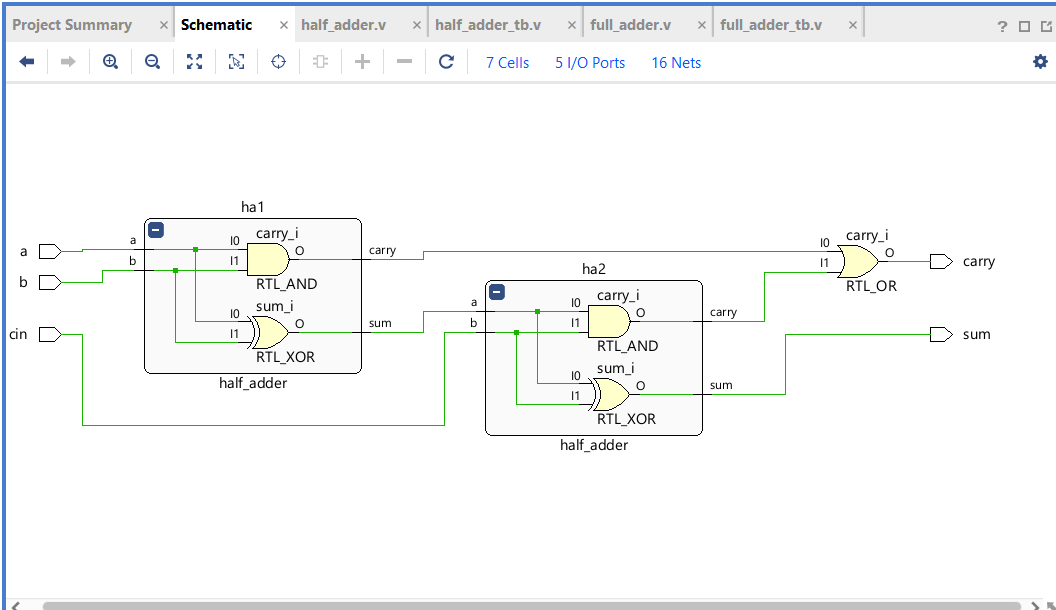 Project Summary × Schematic × half_adder.v × half_adder_tb.v × full_adder.v × full_adder_tb.v × ?
7 Cells 5 I/O Ports 16 Nets
ha1
a
b
cin
a
b
carry_i
I0
I1
O
RTL_AND
carry
sum_i
I0
I1
O
RTL_XOR
sum
half_adder
ha2
a
b
carry_i
I0
I1
O
RTL_AND
carry
sum_i
I0
I1
O
RTL_XOR
sum
half_adder
carry_i
I0
I1
O
RTL_OR
carry
sum